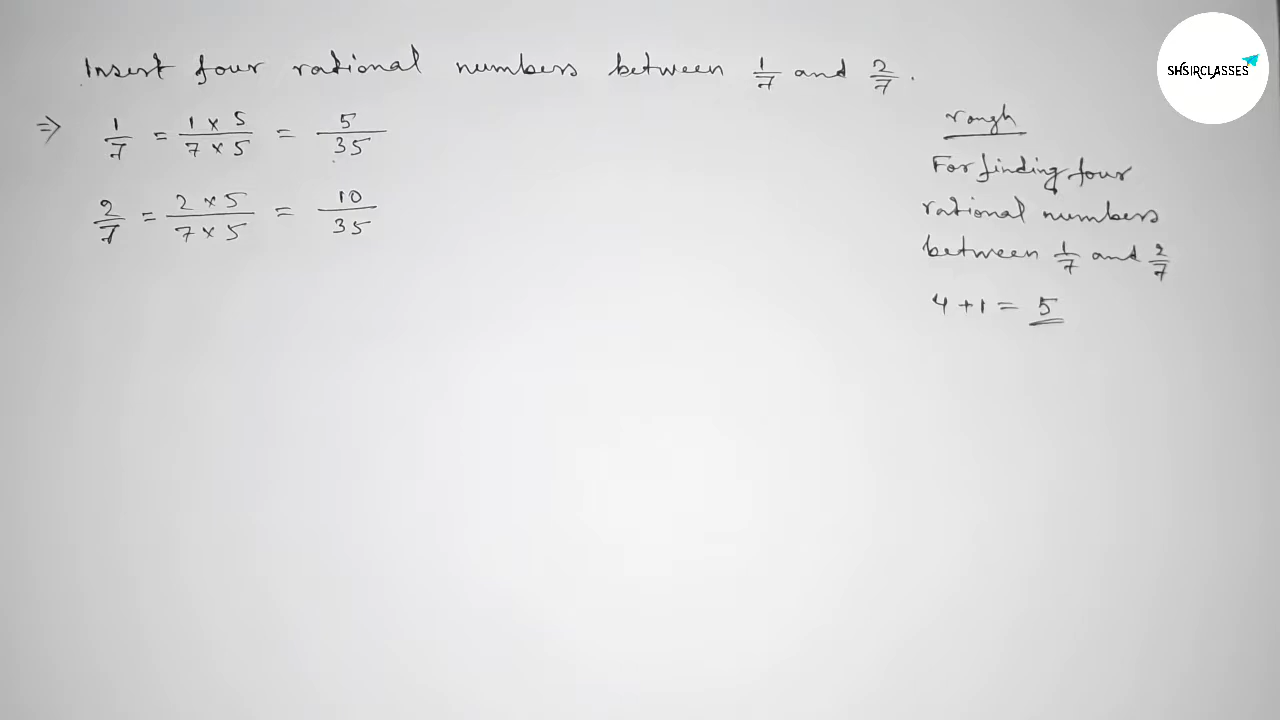 Insert four rational numbers between 1/7 and 2/7.
SHSIRCLASSES
⇒ 1/7 = (1 × 5)/(7 × 5) = 5/35
2/7 = (2 × 5)/(7 × 5) = 10/35
rough
For finding four
rational numbers
between 1/7 and 2/7
4 + 1 = 5